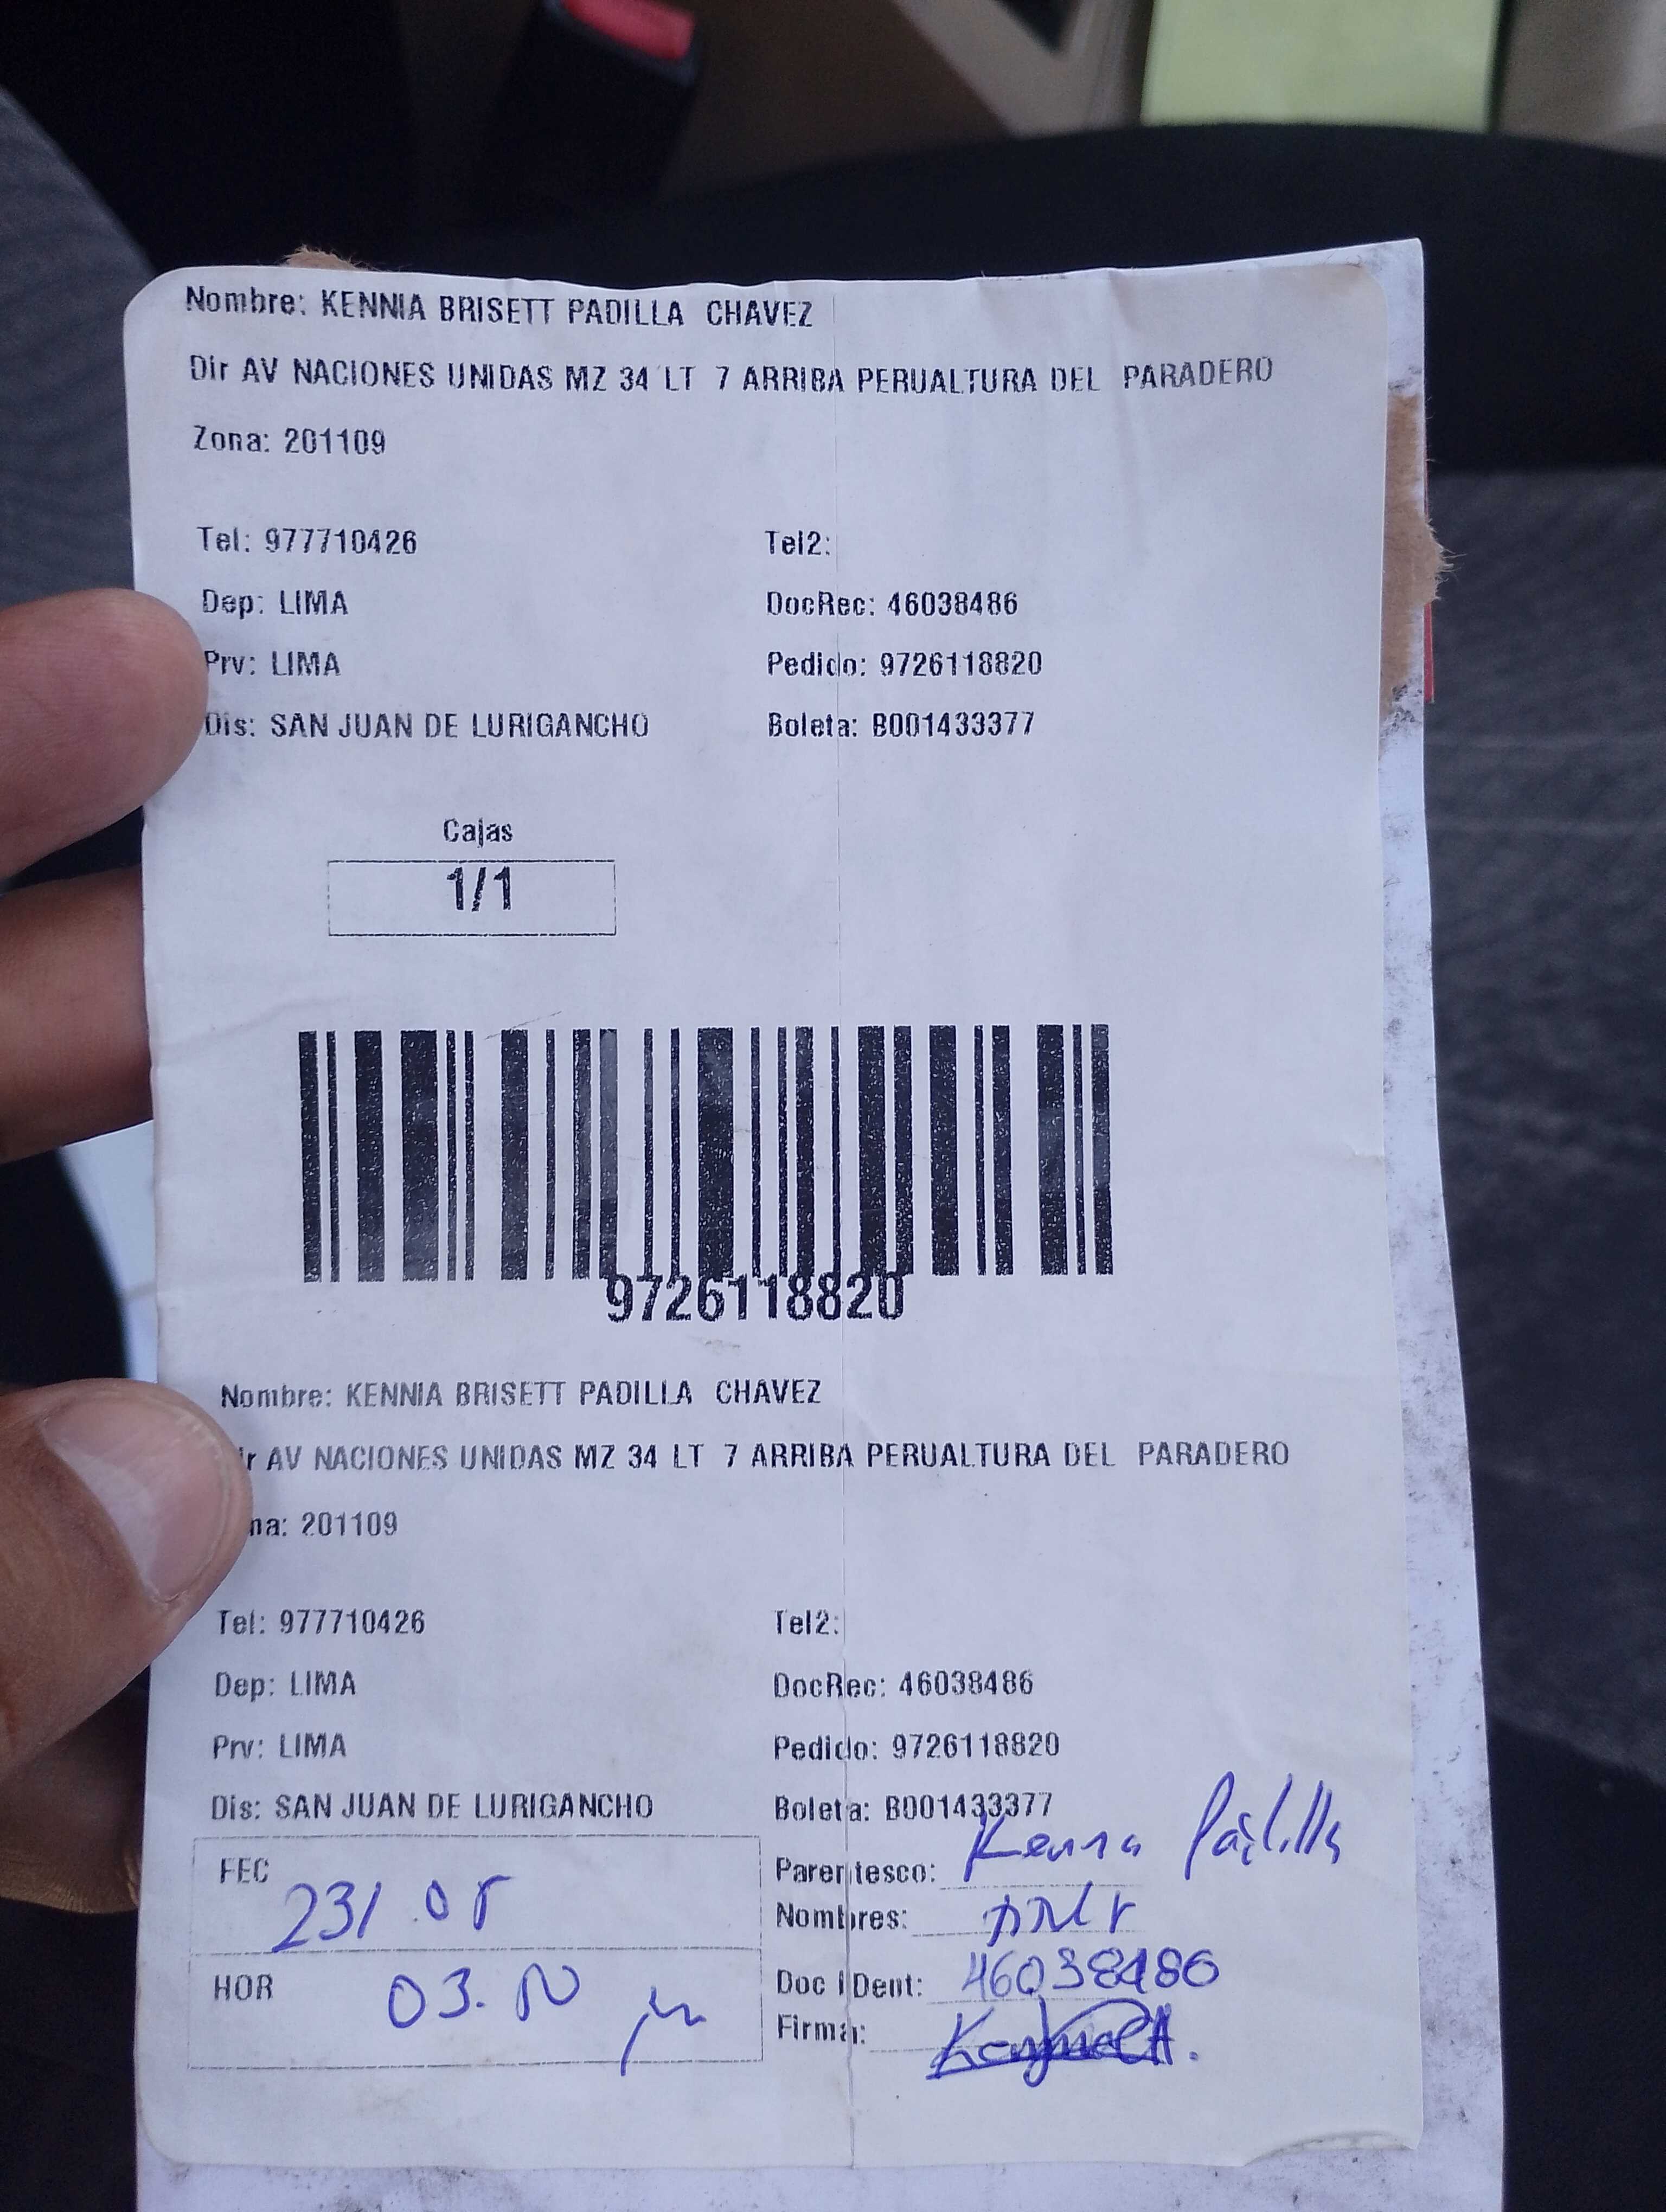 Nombre: KENNIA BRISETT PADILLA CHAVEZ
Dir AV NACIONES UNIDAS MZ 34 LT 7 ARRIBA PERUALTURA DEL PARADERO
Zona: 201109
Tel: 977710426 Tel2:
Dep: LIMA DocRec: 46038486
Prv: LIMA Pedido: 9726118820
Dis: SAN JUAN DE LURIGANCHO Boleta: B001433377
Cajas
1/1
9726118820
Nombre: KENNIA BRISETT PADILLA CHAVEZ
AV NACIONES UNIDAS MZ 34 LT 7 ARRIBA PERUALTURA DEL PARADERO
201109
Tel: 977710426 Tel2:
Dep: LIMA DocRec: 46038486
Prv: LIMA Pedido: 9726118820
Dis: SAN JUAN DE LURIGANCHO Boleta: B001433377
FEC Parentesco: Padilla
Nombres:
HOR Doc IDent: 46038486
Firma: